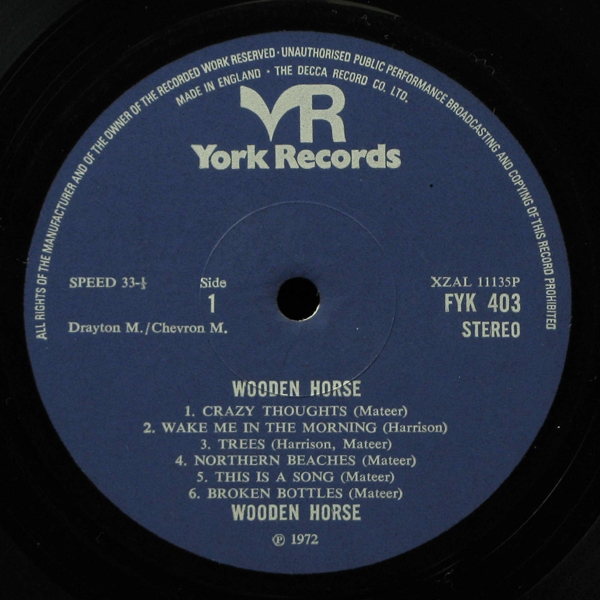 ALL RIGHTS OF THE MANUFACTURER AND OF THE OWNER OF THE RECORDED WORK RESERVED · UNAUTHORISED PUBLIC PERFORMANCE BROADCASTING AND COPYING OF THIS RECORD PROHIBITED
MADE IN ENGLAND · THE DECCA RECORD CO. LTD.
YR
York Records
SPEED 33-⅓
Side
1
Drayton M./Chevron M.
XZAL 11135P
FYK 403
STEREO
WOODEN HORSE
1. CRAZY THOUGHTS (Mateer)
2. WAKE ME IN THE MORNING (Harrison)
3. TREES (Harrison, Mateer)
4. NORTHERN BEACHES (Mateer)
5. THIS IS A SONG (Mateer)
6. BROKEN BOTTLES (Mateer)
WOODEN HORSE
℗ 1972